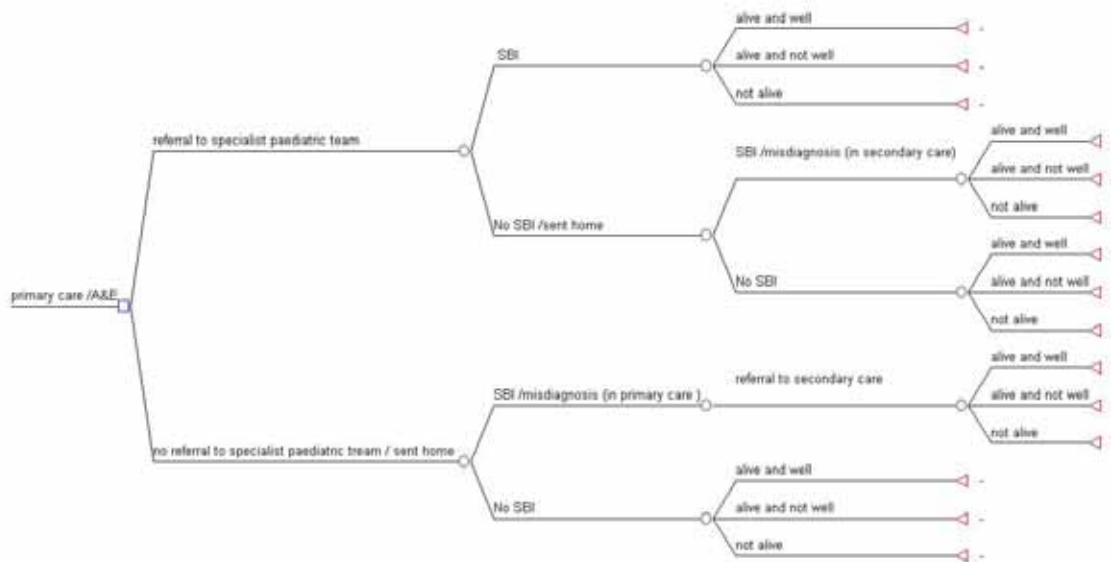 alive and well
SBI
alive and not well
not alive
referral to specialist paediatric team
alive and well
SBI /misdiagnosis (in secondary care)
alive and not well
not alive
No SBI /sent home
alive and well
No SBI
alive and not well
not alive
primary care /A&E
alive and well
referral to secondary care
SBI /misdiagnosis (in primary care )
alive and not well
not alive
no referral to specialist paediatric tream / sent home
alive and well
No SBI
alive and not well
not alive